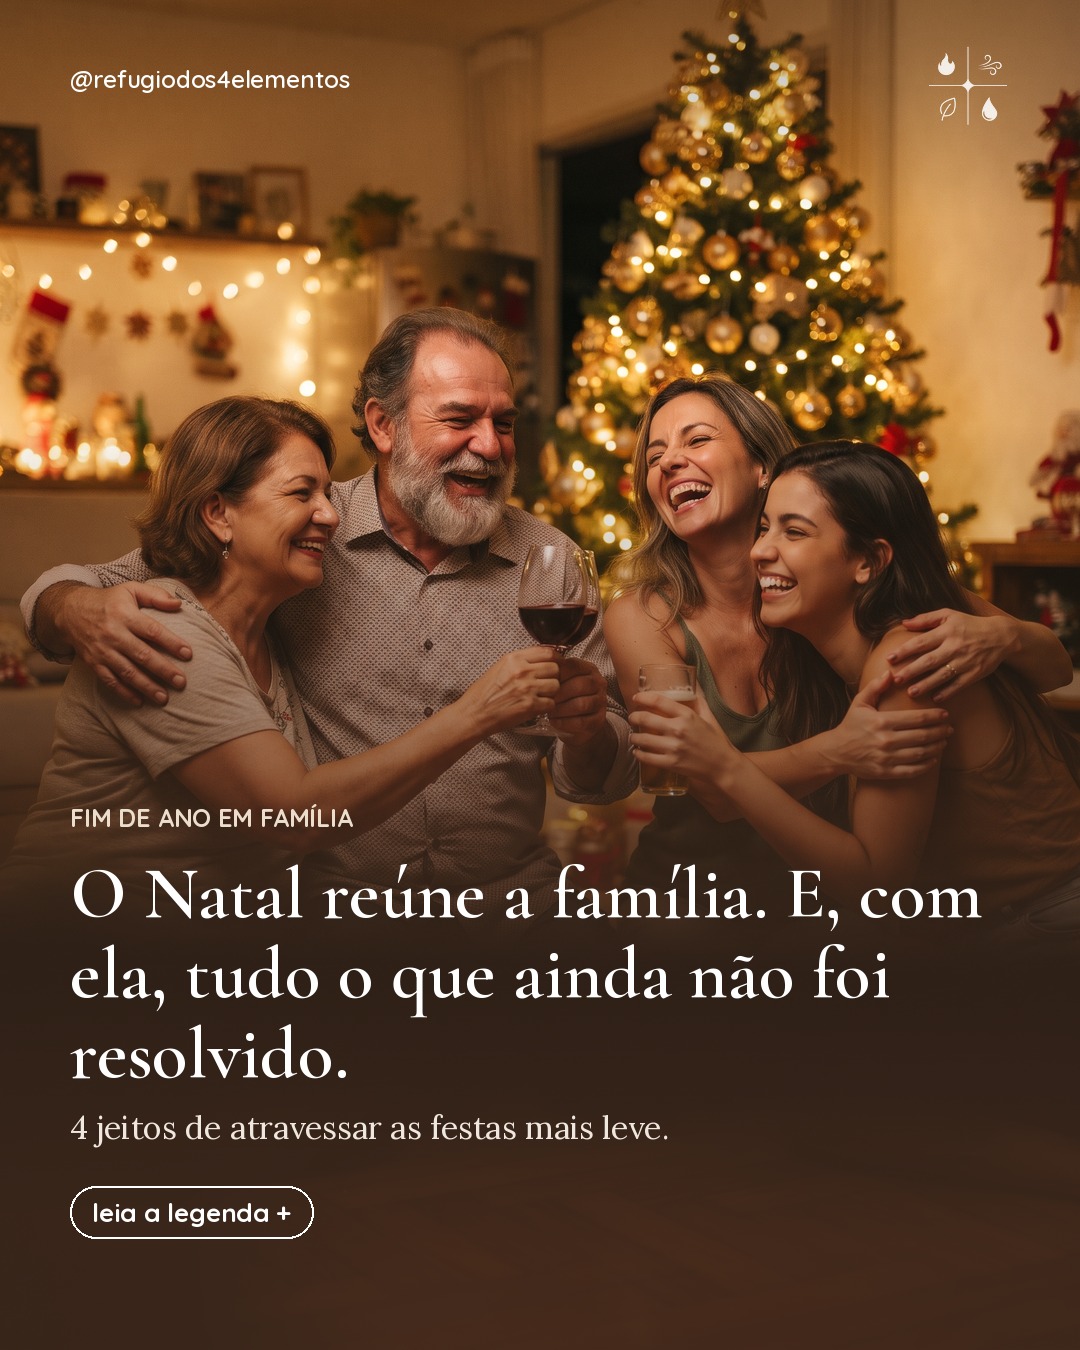 @refugiodos4elementos
FIM DE ANO EM FAMÍLIA
O Natal reúne a família. E, com
ela, tudo o que ainda não foi
resolvido.
4 jeitos de atravessar as festas mais leve.
leia a legenda +